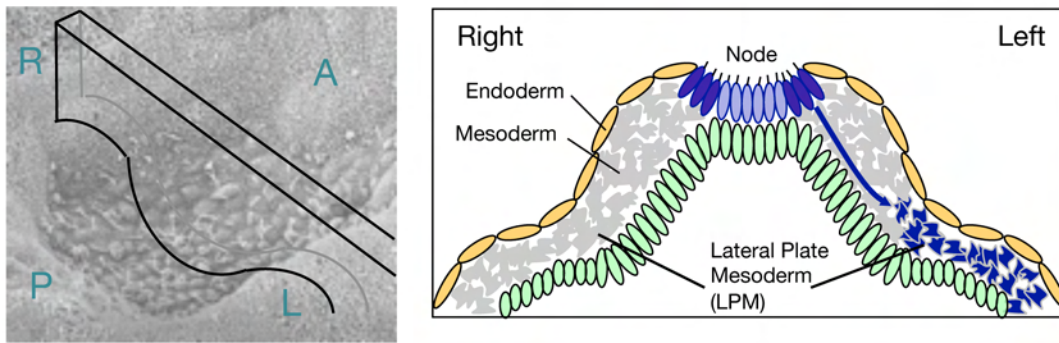 R
A
P
L
Right
Node
Left
Endoderm
Mesoderm
Lateral Plate
Mesoderm
(LPM)